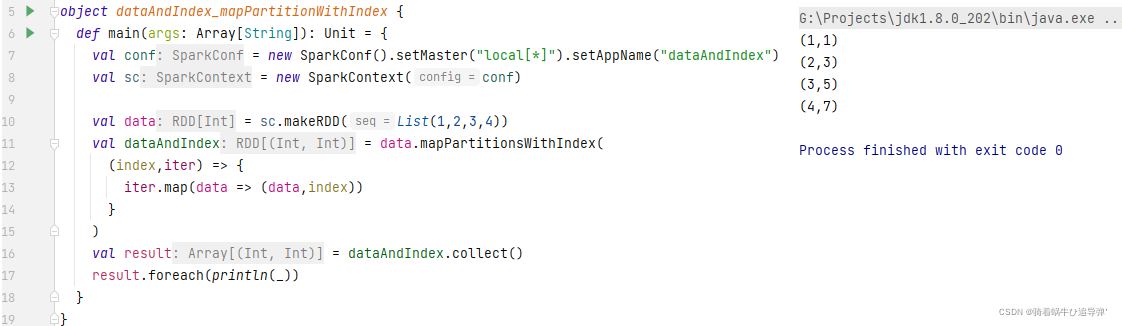 5 object dataAndIndex_mapPartitionWithIndex {
6 def main(args: Array[String]): Unit = {
7 val conf: SparkConf = new SparkConf().setMaster("local[*]").setAppName("dataAndIndex")
8 val sc: SparkContext = new SparkContext( config = conf)
9
10 val data: RDD[Int] = sc.makeRDD( seq = List(1,2,3,4))
11 val dataAndIndex: RDD[(Int, Int)] = data.mapPartitionsWithIndex(
12 (index,iter) => {
13 iter.map(data => (data,index))
14 }
15 )
16 val result: Array[(Int, Int)] = dataAndIndex.collect()
17 result.foreach(println(_))
18 }
19 }
G:\Projects\jdk1.8.0_202\bin\java.exe ..
(1,1)
(2,3)
(3,5)
(4,7)
Process finished with exit code 0
CSDN @骑着蜗牛ひ追导弹'